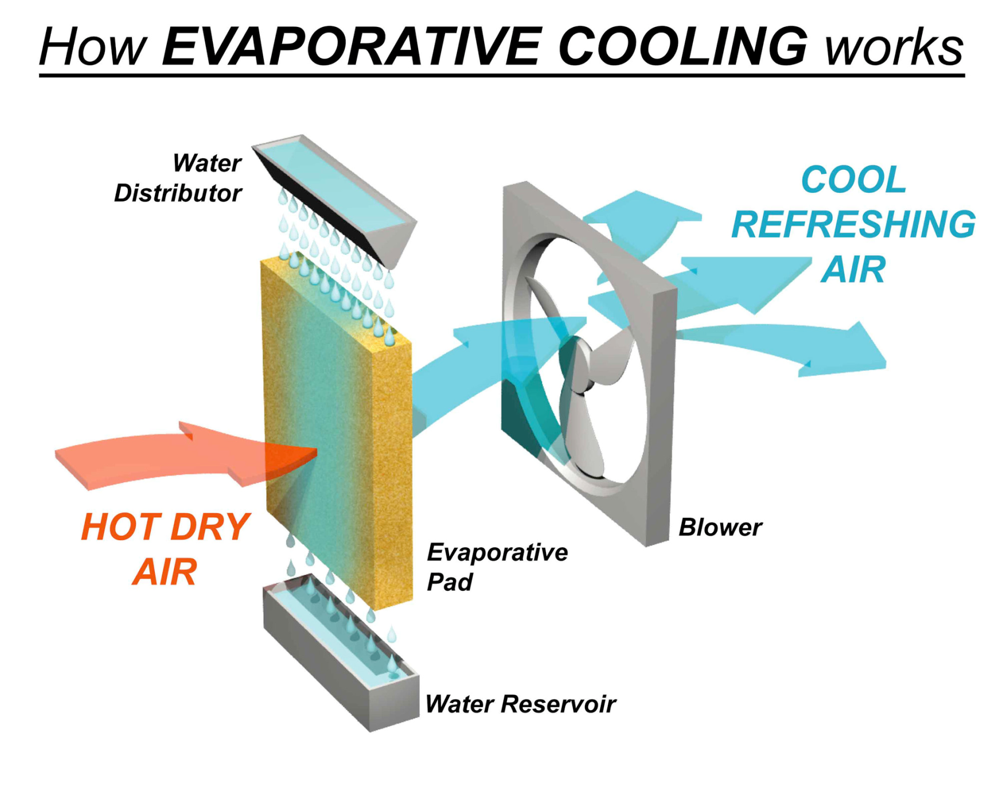 How EVAPORATIVE COOLING works
Water
Distributor
COOL
REFRESHING
AIR
HOT DRY
AIR
Blower
Evaporative
Pad
Water Reservoir